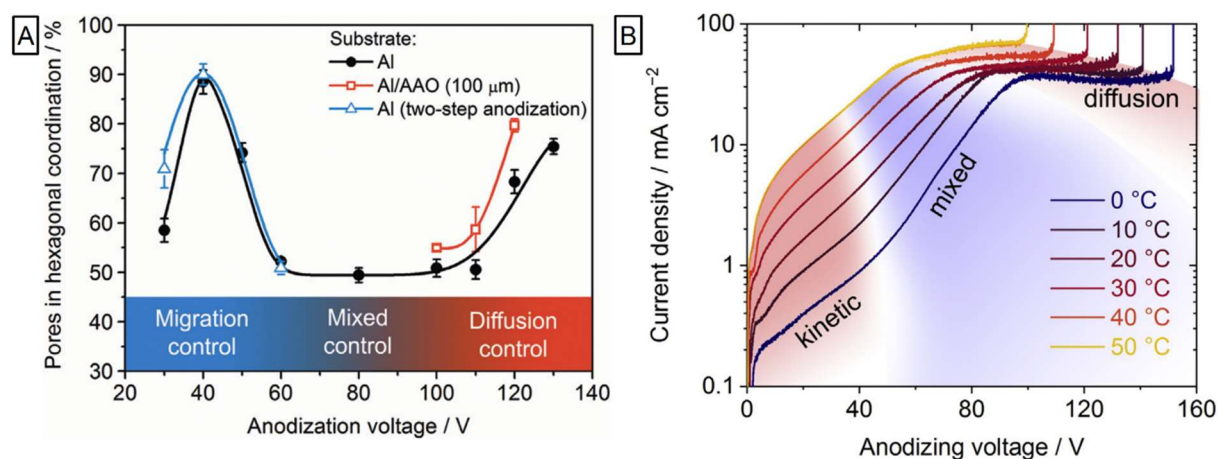 A
Pores in hexagonal coordination / %
100
90
80
70
60
50
40
30
Substrate:
Al
Al/AAO (100 μm)
Al (two-step anodization)
Migration control
Mixed control
Diffusion control
20 40 60 80 100 120 140
Anodization voltage / V
B
Current density / mA cm⁻²
100
10
1
0.1
kinetic
mixed
diffusion
0 °C
10 °C
20 °C
30 °C
40 °C
50 °C
0 40 80 120 160
Anodizing voltage / V